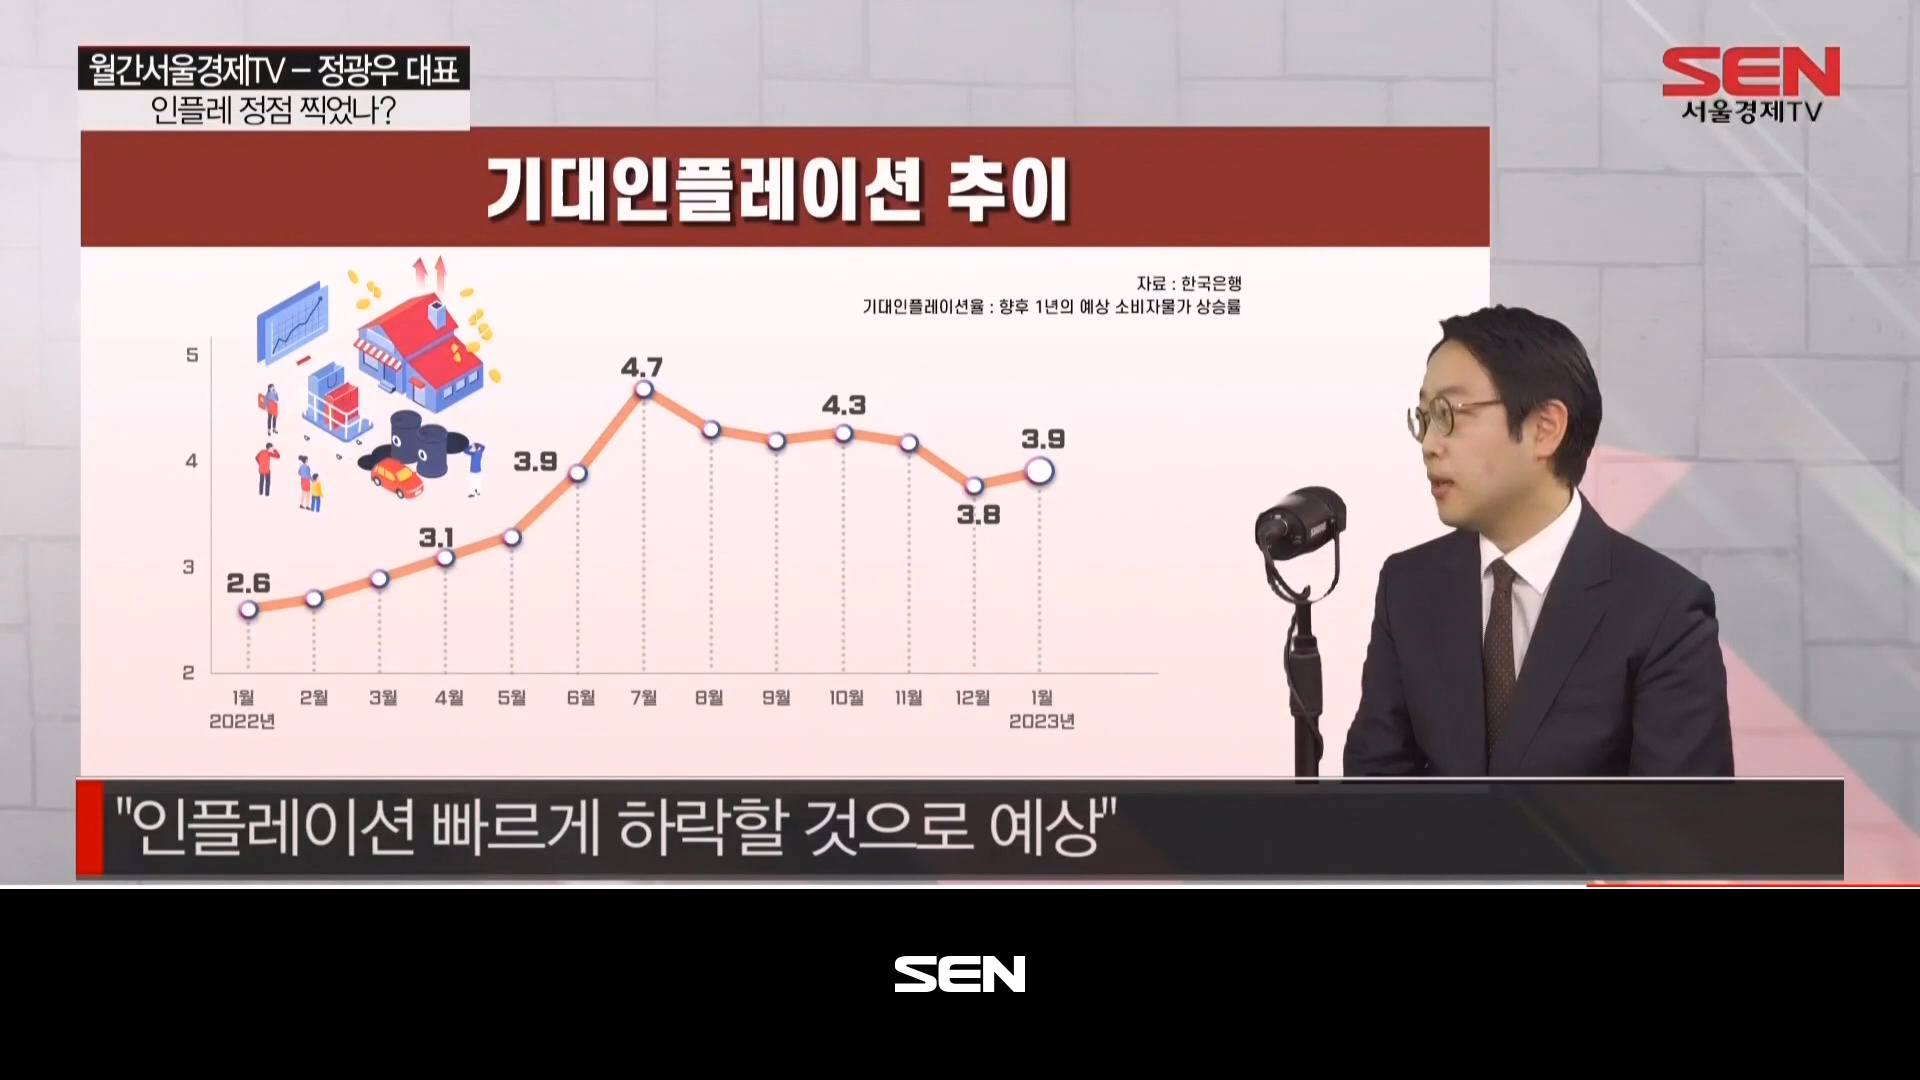 월간서울경제TV – 정광우 대표
인플레 정점 찍었나?
SEN
서울경제TV
기대인플레이션 추이
자료 : 한국은행
기대인플레이션율 : 향후 1년의 예상 소비자물가 상승률
5
4
3
2
2.6
3.1
3.9
4.7
4.3
3.8
3.9
1월 2월 3월 4월 5월 6월 7월 8월 9월 10월 11월 12월 1월
2022년 2023년
"인플레이션 빠르게 하락할 것으로 예상"
SEN